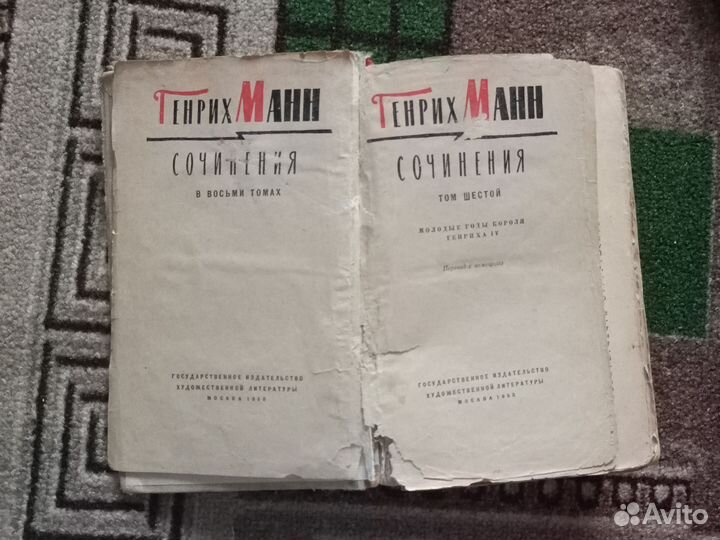 ГЕНРИХ МАНН
СОЧИНЕНИЯ
В ВОСЬМИ ТОМАХ
ГОСУДАРСТВЕННОЕ ИЗДАТЕЛЬСТВО
ХУДОЖЕСТВЕННОЙ ЛИТЕРАТУРЫ
МОСКВА
ГЕНРИХ МАНН
СОЧИНЕНИЯ
ТОМ ШЕСТОЙ
МОЛОДЫЕ ГОДЫ КОРОЛЯ
ГЕНРИХА IV
Перевод с немецкого
ГОСУДАРСТВЕННОЕ ИЗДАТЕЛЬСТВО
ХУДОЖЕСТВЕННОЙ ЛИТЕРАТУРЫ
МОСКВА
Avito